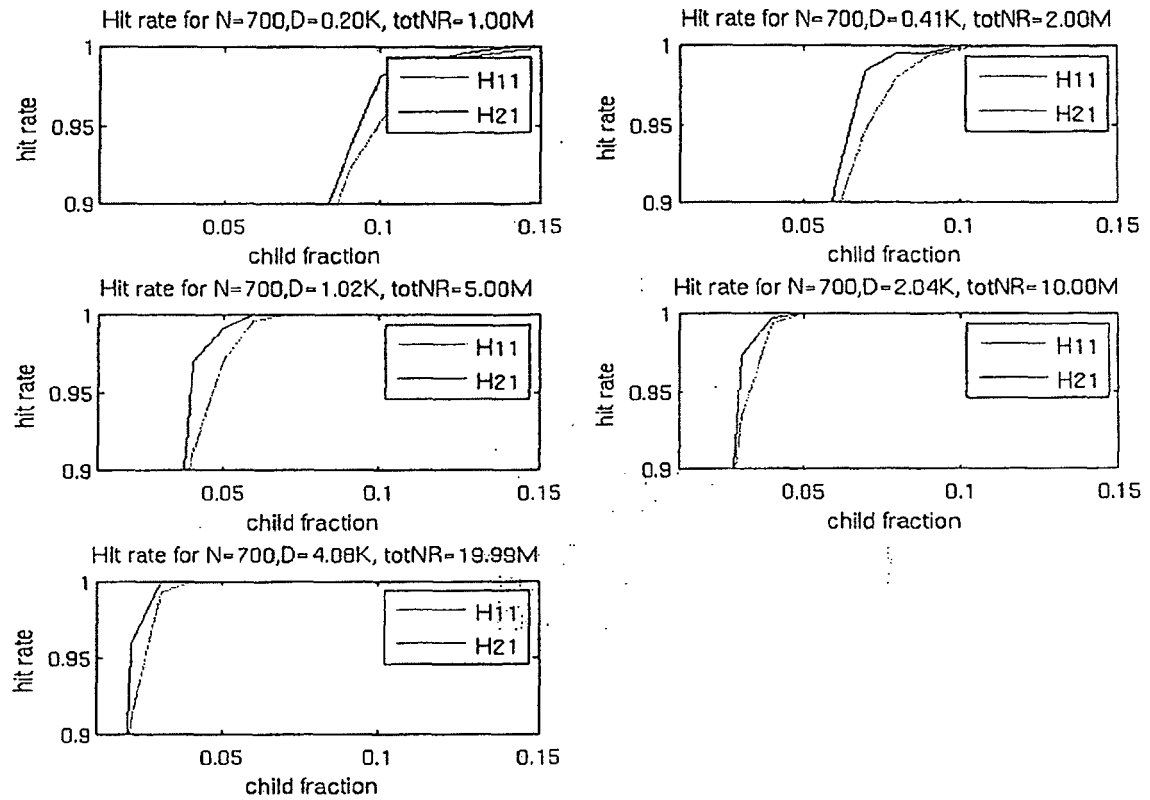 Hit rate for N=700,D=0.20K, totNR=1.00M
1
0.95
0.9
hit rate
0.05
0.1
0.15
child fraction
H11
H21
Hit rate for N=700,D=0.41K, totNR=2.00M
1
0.95
0.9
hit rate
0.05
0.1
0.15
child fraction
H11
H21
Hit rate for N=700,D=1.02K, totNR=5.00M
1
0.95
0.9
hit rate
0.05
0.1
0.15
child fraction
H11
H21
Hit rate for N=700,D=2.04K, totNR=10.00M
1
0.95
0.9
hit rate
0.05
0.1
0.15
child fraction
H11
H21
Hit rate for N=700,D=4.08K, totNR=19.99M
1
0.95
0.9
hit rate
0.05
0.1
0.15
child fraction
H11
H21